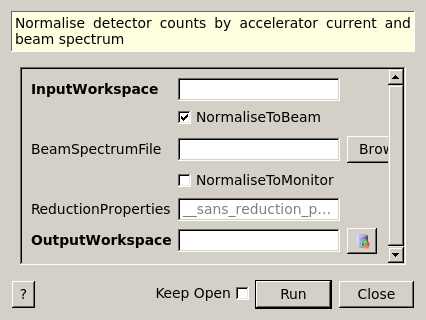 Normalise detector counts by accelerator current and
beam spectrum
InputWorkspace
NormaliseToBeam
BeamSpectrumFile
Brow
NormaliseToMonitor
ReductionProperties __sans_reduction_p...
OutputWorkspace
? Keep Open Run Close